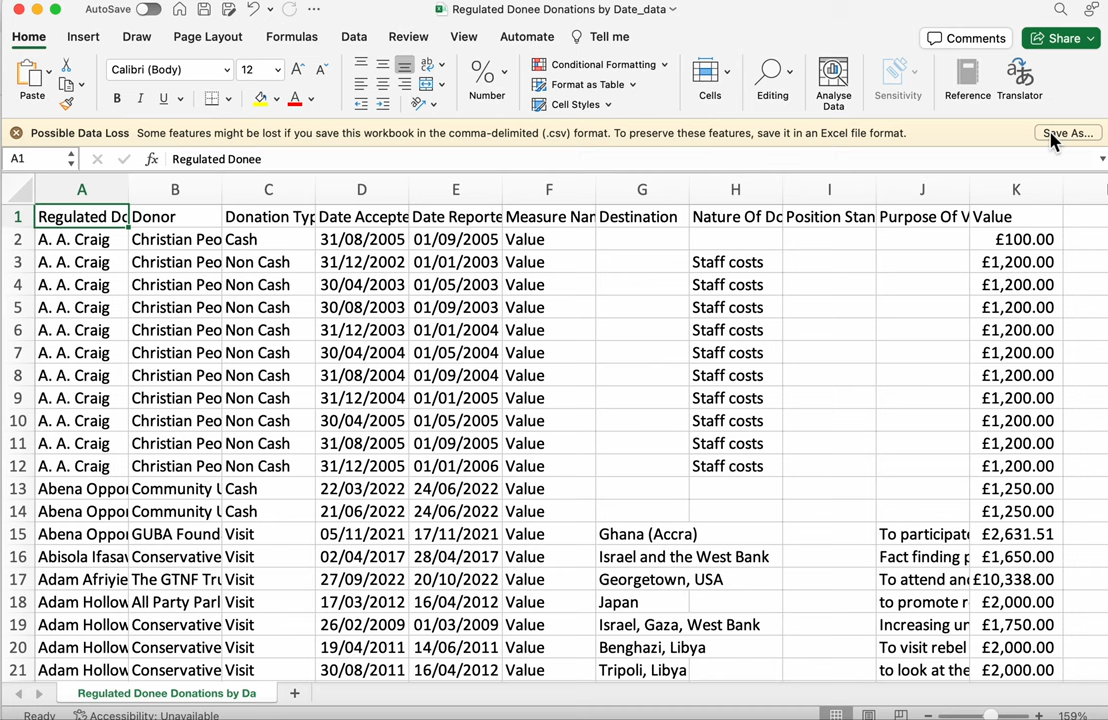 AutoSave
Regulated Donee Donations by Date_data
Home Insert Draw Page Layout Formulas Data Review View Automate Tell me Comments Share
Paste
Calibri (Body) 12
B I U
Number
Conditional Formatting
Format as Table
Cell Styles
Cells
Editing
Analyse Data
Sensitivity
Reference
Translator
Possible Data Loss Some features might be lost if you save this workbook in the comma-delimited (.csv) format. To preserve these features, save it in an Excel file format. Save As...
A1 fx Regulated Donee
A B C D E F G H I J K
1 Regulated Do Donor Donation Typ Date Accepte Date Reporte Measure Nam Destination Nature Of Do Position Stan Purpose Of V Value
2 A. A. Craig Christian Peo Cash 31/08/2005 01/09/2005 Value £100.00
3 A. A. Craig Christian Peo Non Cash 31/12/2002 01/01/2003 Value Staff costs £1,200.00
4 A. A. Craig Christian Peo Non Cash 30/04/2003 01/05/2003 Value Staff costs £1,200.00
5 A. A. Craig Christian Peo Non Cash 30/08/2003 01/09/2003 Value Staff costs £1,200.00
6 A. A. Craig Christian Peo Non Cash 31/12/2003 01/01/2004 Value Staff costs £1,200.00
7 A. A. Craig Christian Peo Non Cash 30/04/2004 01/05/2004 Value Staff costs £1,200.00
8 A. A. Craig Christian Peo Non Cash 31/08/2004 01/09/2004 Value Staff costs £1,200.00
9 A. A. Craig Christian Peo Non Cash 31/12/2004 01/01/2005 Value Staff costs £1,200.00
10 A. A. Craig Christian Peo Non Cash 30/04/2005 01/05/2005 Value Staff costs £1,200.00
11 A. A. Craig Christian Peo Non Cash 31/08/2005 01/09/2005 Value Staff costs £1,200.00
12 A. A. Craig Christian Peo Non Cash 31/12/2005 01/01/2006 Value Staff costs £1,200.00
13 Abena Oppor Community U Cash 22/03/2022 24/06/2022 Value £1,250.00
14 Abena Oppor Community U Cash 21/06/2022 24/06/2022 Value £1,250.00
15 Abena Oppor GUBA Found Visit 05/11/2021 17/11/2021 Value Ghana (Accra) To participate £2,631.51
16 Abisola Ifasaw Conservative Visit 02/04/2017 28/04/2017 Value Israel and the West Bank Fact finding p £1,650.00
17 Adam Afriyie The GTNF Tru Visit 27/09/2022 20/10/2022 Value Georgetown, USA To attend an £10,338.00
18 Adam Hollow All Party Parl Visit 17/03/2012 16/04/2012 Value Japan to promote r £2,000.00
19 Adam Hollow Conservative Visit 26/02/2009 01/03/2009 Value Israel, Gaza, West Bank Increasing un £1,750.00
20 Adam Hollow Conservative Visit 19/04/2011 14/06/2011 Value Benghazi, Libya To visit rebel £2,000.00
21 Adam Hollow Conservative Visit 30/08/2011 16/04/2012 Value Tripoli, Libya to look at the £2,000.00
Regulated Donee Donations by Da
Ready Accessibility: Unavailable 159%